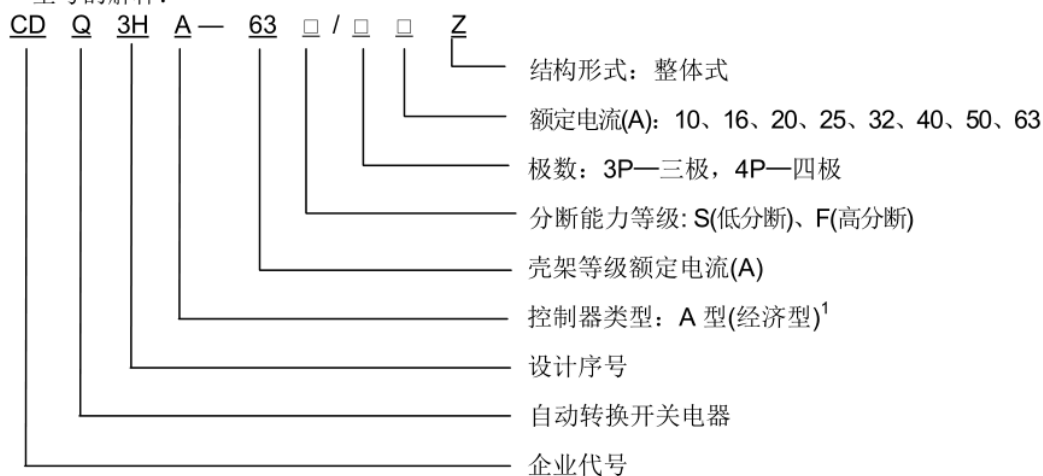 CD Q 3H A— 63 □ / □ □ Z
结构形式：整体式
额定电流(A)：10、16、20、25、32、40、50、63
极数：3P—三极，4P—四极
分断能力等级: S(低分断)、F(高分断)
壳架等级额定电流(A)
控制器类型：A 型(经济型)¹
设计序号
自动转换开关电器
企业代号